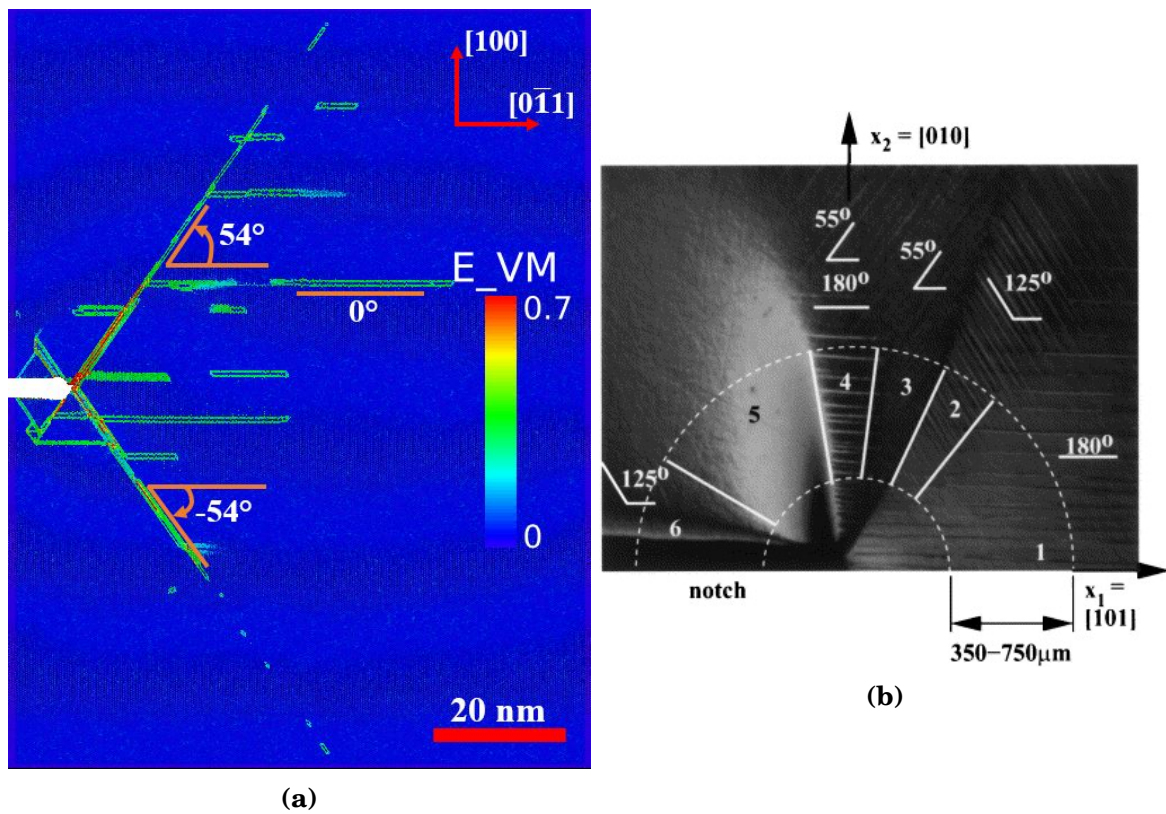 [100]
[01̅1]
54°
E_VM
0.7
0°
0
-54°
20 nm
(a)
x₂ = [010]
55°
55°
180°
125°
4
3
2
5
180°
125°
6
1
notch
x₁ =
[101]
350–750μm
(b)